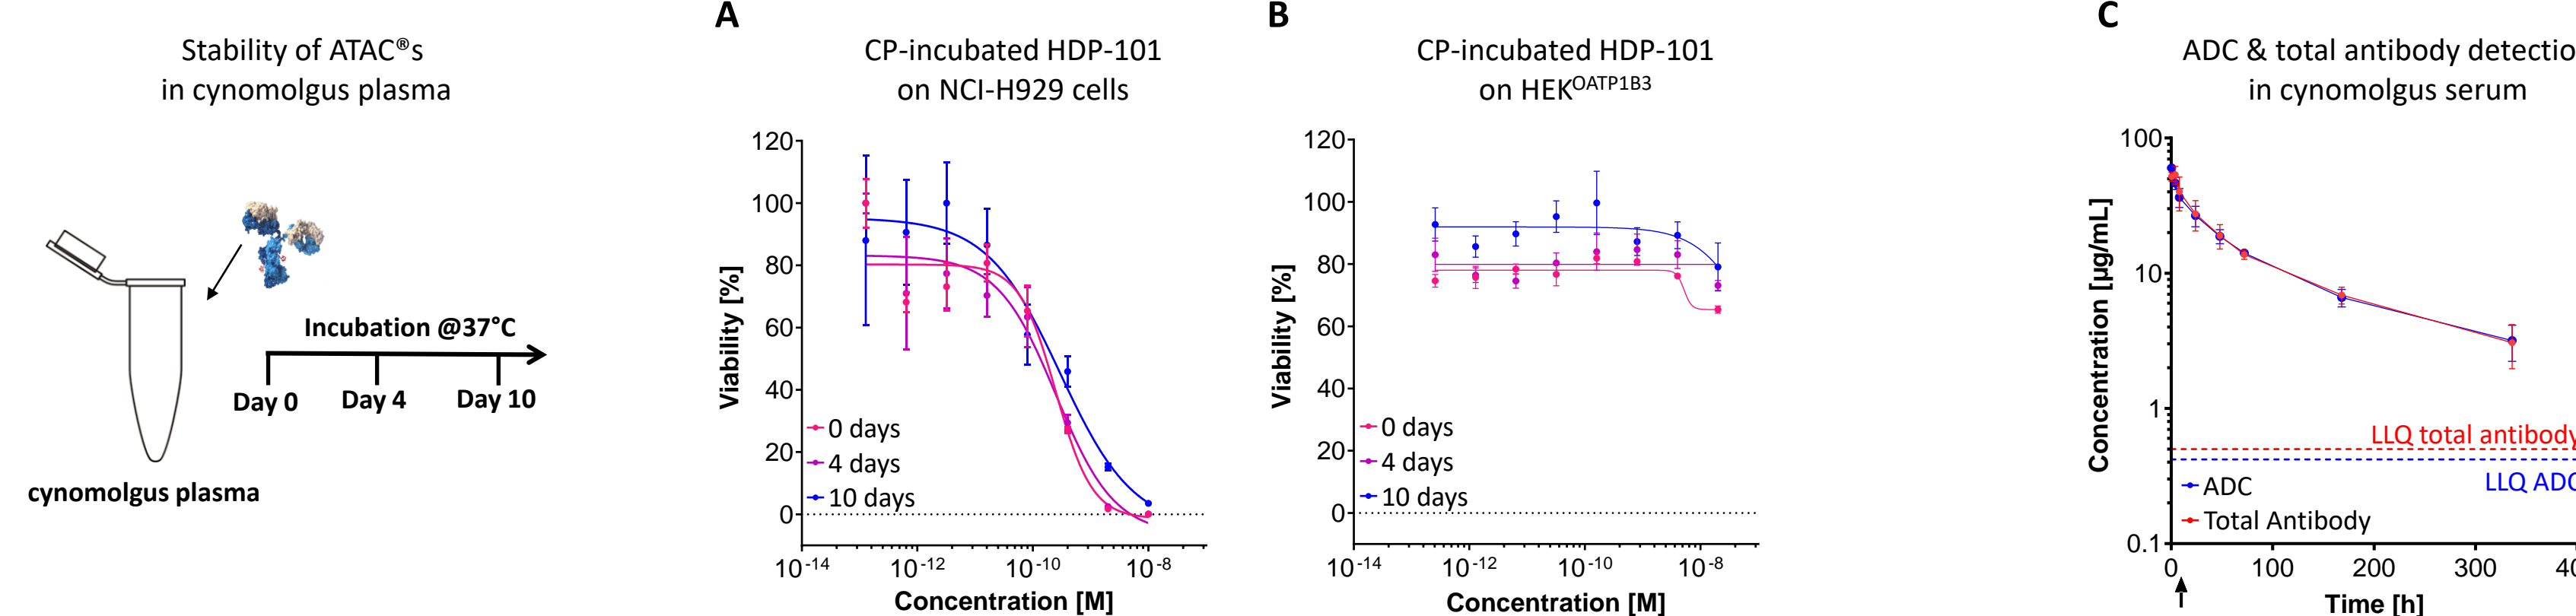 Stability of ATAC®s
in cynomolgus plasma
Incubation @37°C
Day 0
Day 4
Day 10
cynomolgus plasma
A
CP-incubated HDP-101
on NCI-H929 cells
Viability [%]
120
100
80
60
40
20
0
0 days
4 days
10 days
10-14
10-12
10-10
10-8
Concentration [M]
B
CP-incubated HDP-101
on HEKOATP1B3
Viability [%]
120
100
80
60
40
20
0
0 days
4 days
10 days
10-14
10-12
10-10
10-8
Concentration [M]
C
ADC & total antibody detectio
in cynomolgus serum
Concentration [µg/mL]
100
10
1
0.1
LLQ total antibody
LLQ ADC
ADC
Total Antibody
0
100
200
300
40
Time [h]